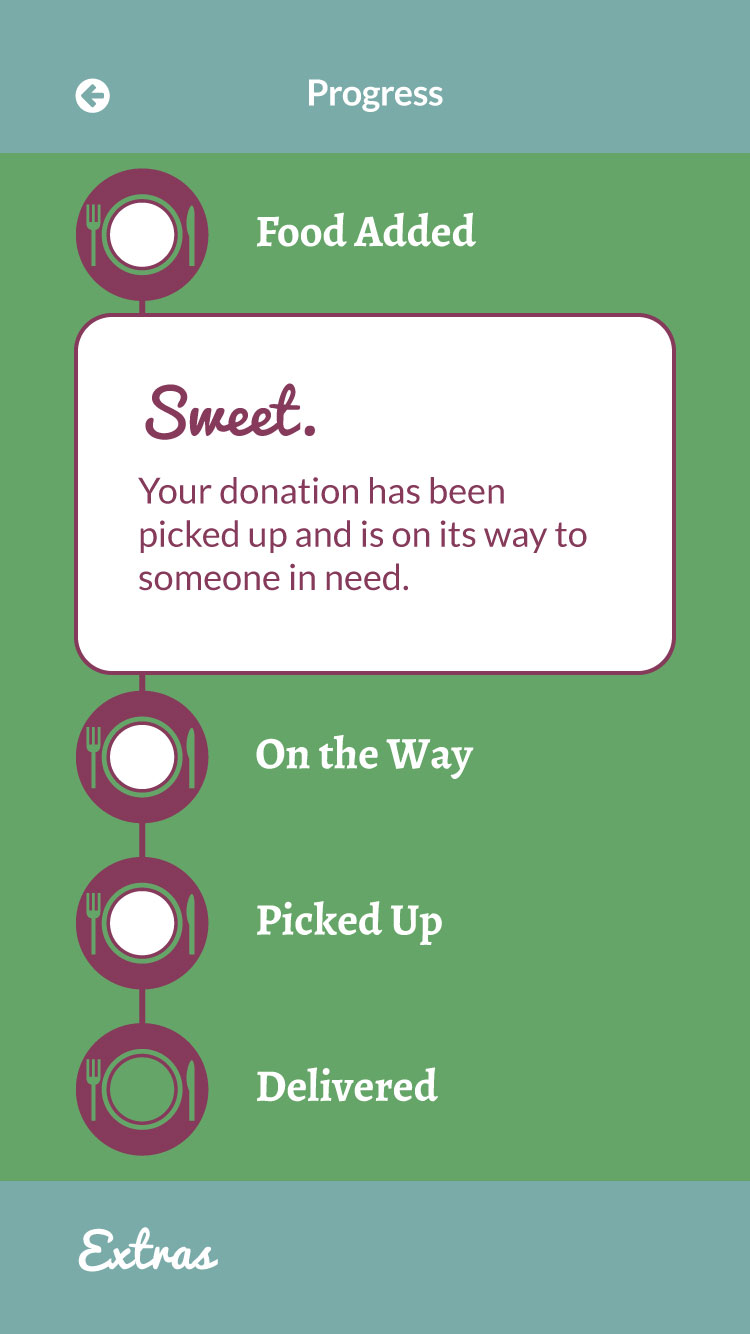 Progress
Food Added
Sweet.
Your donation has been
picked up and is on its way to
someone in need.
On the Way
Picked Up
Delivered
Extras